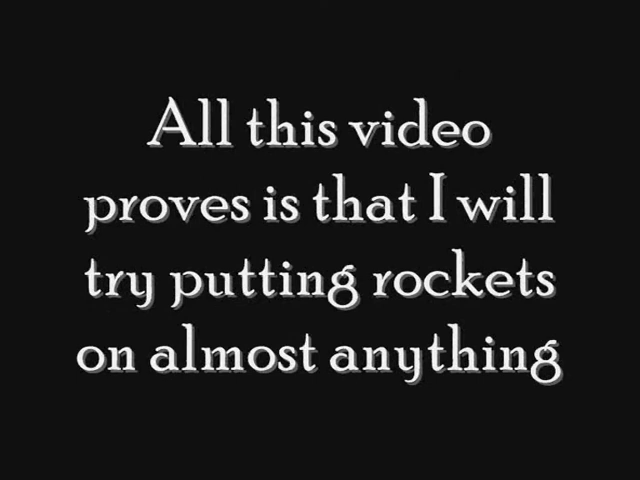 All this video
proves is that I will
try putting rockets
on almost anything